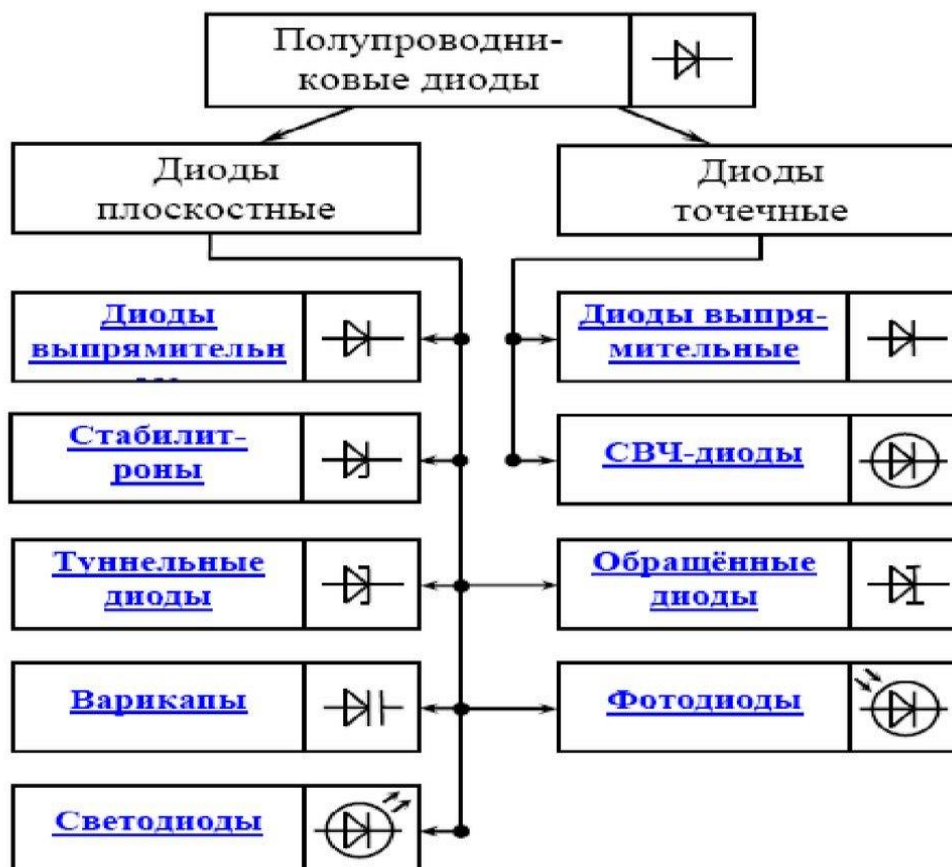 Полупроводни-
ковые диоды
Диоды
плоскостные
Диоды
точечные
Диоды
выпрямительн
Диоды выпря-
мительные
Стабилит-
роны
СВЧ-диоды
Туннельные
диоды
Обращённые
диоды
Варикапы
Фотодиоды
Светодиоды